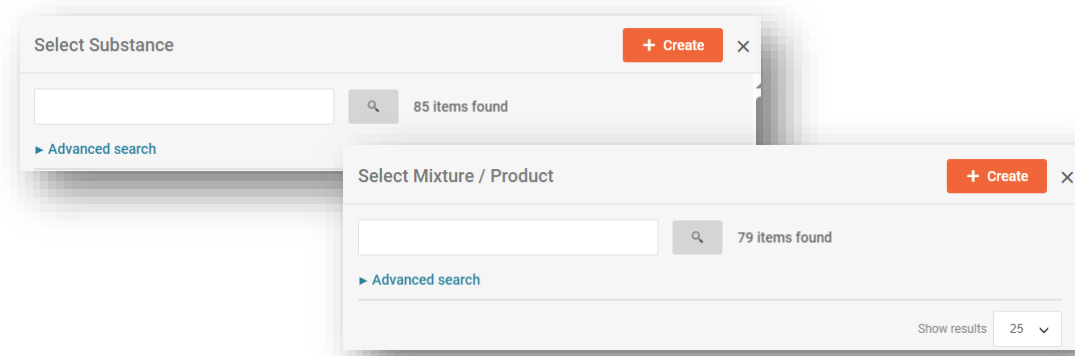 Select Substance
+ Create
85 items found
► Advanced search
Select Mixture / Product
+ Create
79 items found
► Advanced search
Show results 25